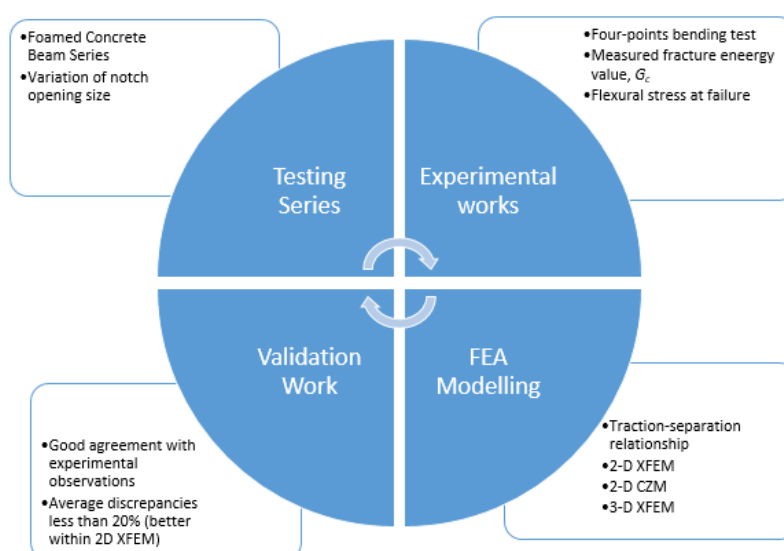 •Foamed Concrete
Beam Series
•Variation of notch
opening size
•Four-points bending test
•Measured fracture eneergy
value, Gc
•Flexural stress at failure
Testing
Series
Experimental
works
Validation
Work
FEA
Modelling
•Good agreement with
experimental
observations
•Average discrepancies
less than 20% (better
within 2D XFEM)
•Traction-separation
relationship
•2-D XFEM
•2-D CZM
•3-D XFEM